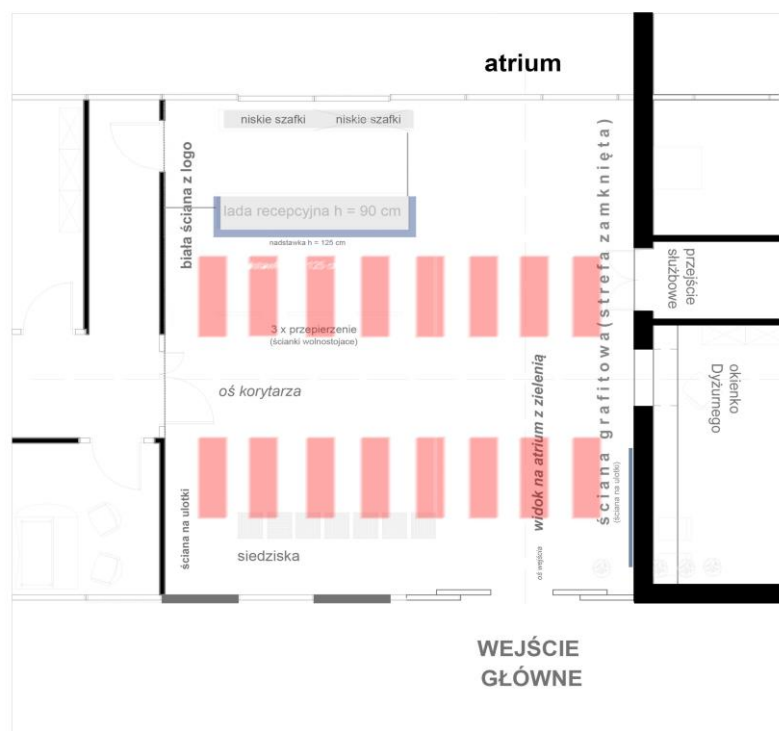 atrium
niskie szafki niskie szafki
biała ściana z logo
lada recepcyjna h = 90 cm
nadstawka h = 125 cm
ściana grafitowa (strefa zamknięta)
(ściana na ulotki)
przejście
służbowe
3 x przepierzenie
(ścianki wolnostojace)
oś korytarza
widok na atrium z zielenią
oś wejścia
okienko
Dyżurnego
ściana na ulotki
siedziska
WEJŚCIE
GŁÓWNE